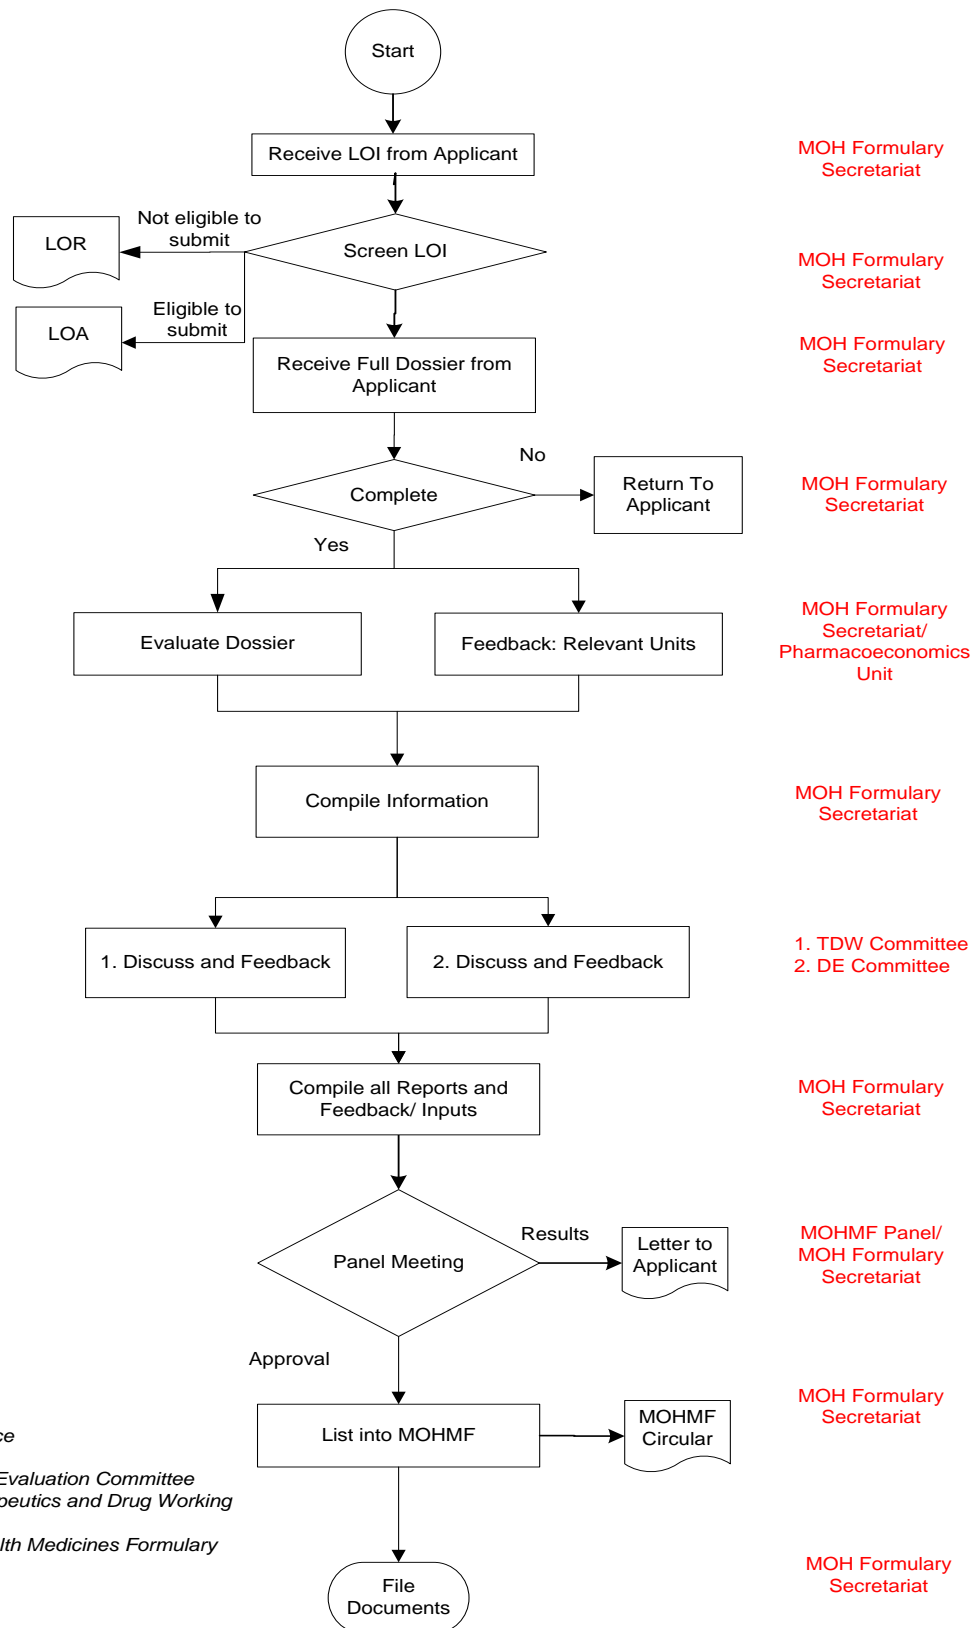 Start
Receive LOI from Applicant
MOH Formulary
Secretariat
Not eligible to
submit
LOR
Screen LOI
MOH Formulary
Secretariat
Eligible to
submit
LOA
Receive Full Dossier from
Applicant
MOH Formulary
Secretariat
No
Complete
Return To
Applicant
MOH Formulary
Secretariat
Yes
Evaluate Dossier
Feedback: Relevant Units
MOH Formulary
Secretariat/
Pharmacoeconomics
Unit
Compile Information
MOH Formulary
Secretariat
1. Discuss and Feedback
2. Discuss and Feedback
1. TDW Committee
2. DE Committee
Compile all Reports and
Feedback/ Inputs
MOH Formulary
Secretariat
Panel Meeting
Results
Letter to
Applicant
MOHMF Panel/
MOH Formulary
Secretariat
Approval
List into MOHMF
MOHMF
Circular
MOH Formulary
Secretariat
Evaluation Committee
and Drug Working
Medicines Formulary
File
Documents
MOH Formulary
Secretariat